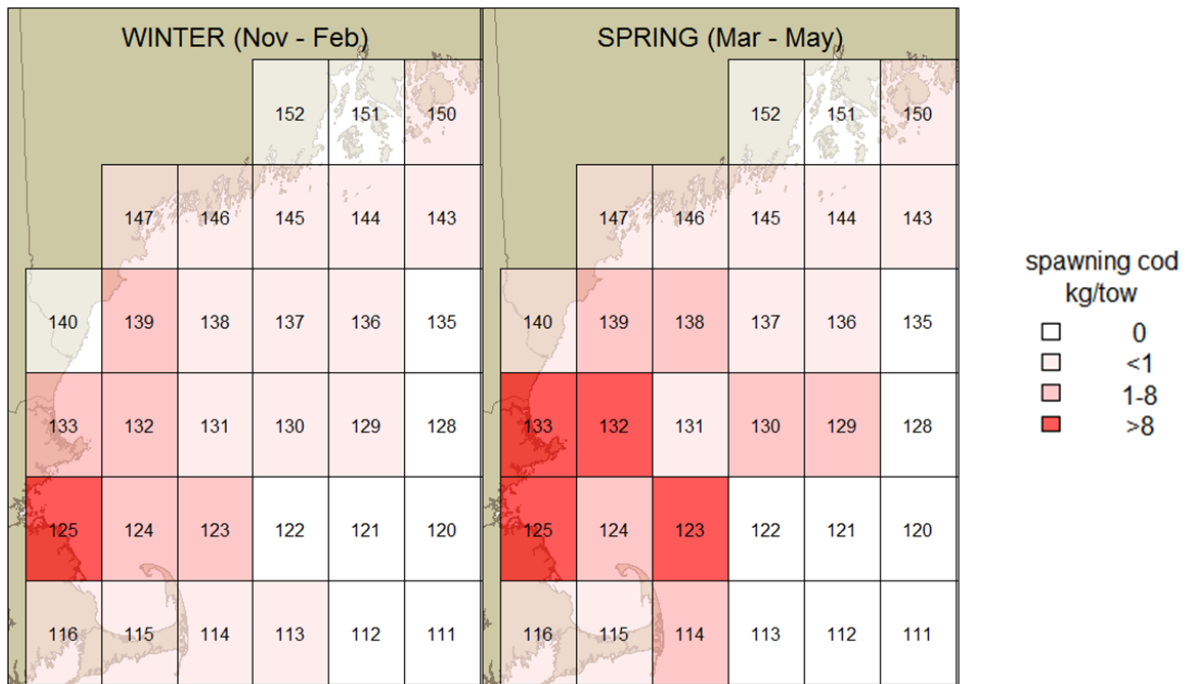 WINTER (Nov - Feb)
152 151 150
147 146 145 144 143
140 139 138 137 136 135
133 132 131 130 129 128
125 124 123 122 121 120
116 115 114 113 112 111
SPRING (Mar - May)
152 151 150
147 146 145 144 143
140 139 138 137 136 135
133 132 131 130 129 128
125 124 123 122 121 120
116 115 114 113 112 111
spawning cod
kg/tow
0
<1
1-8
>8